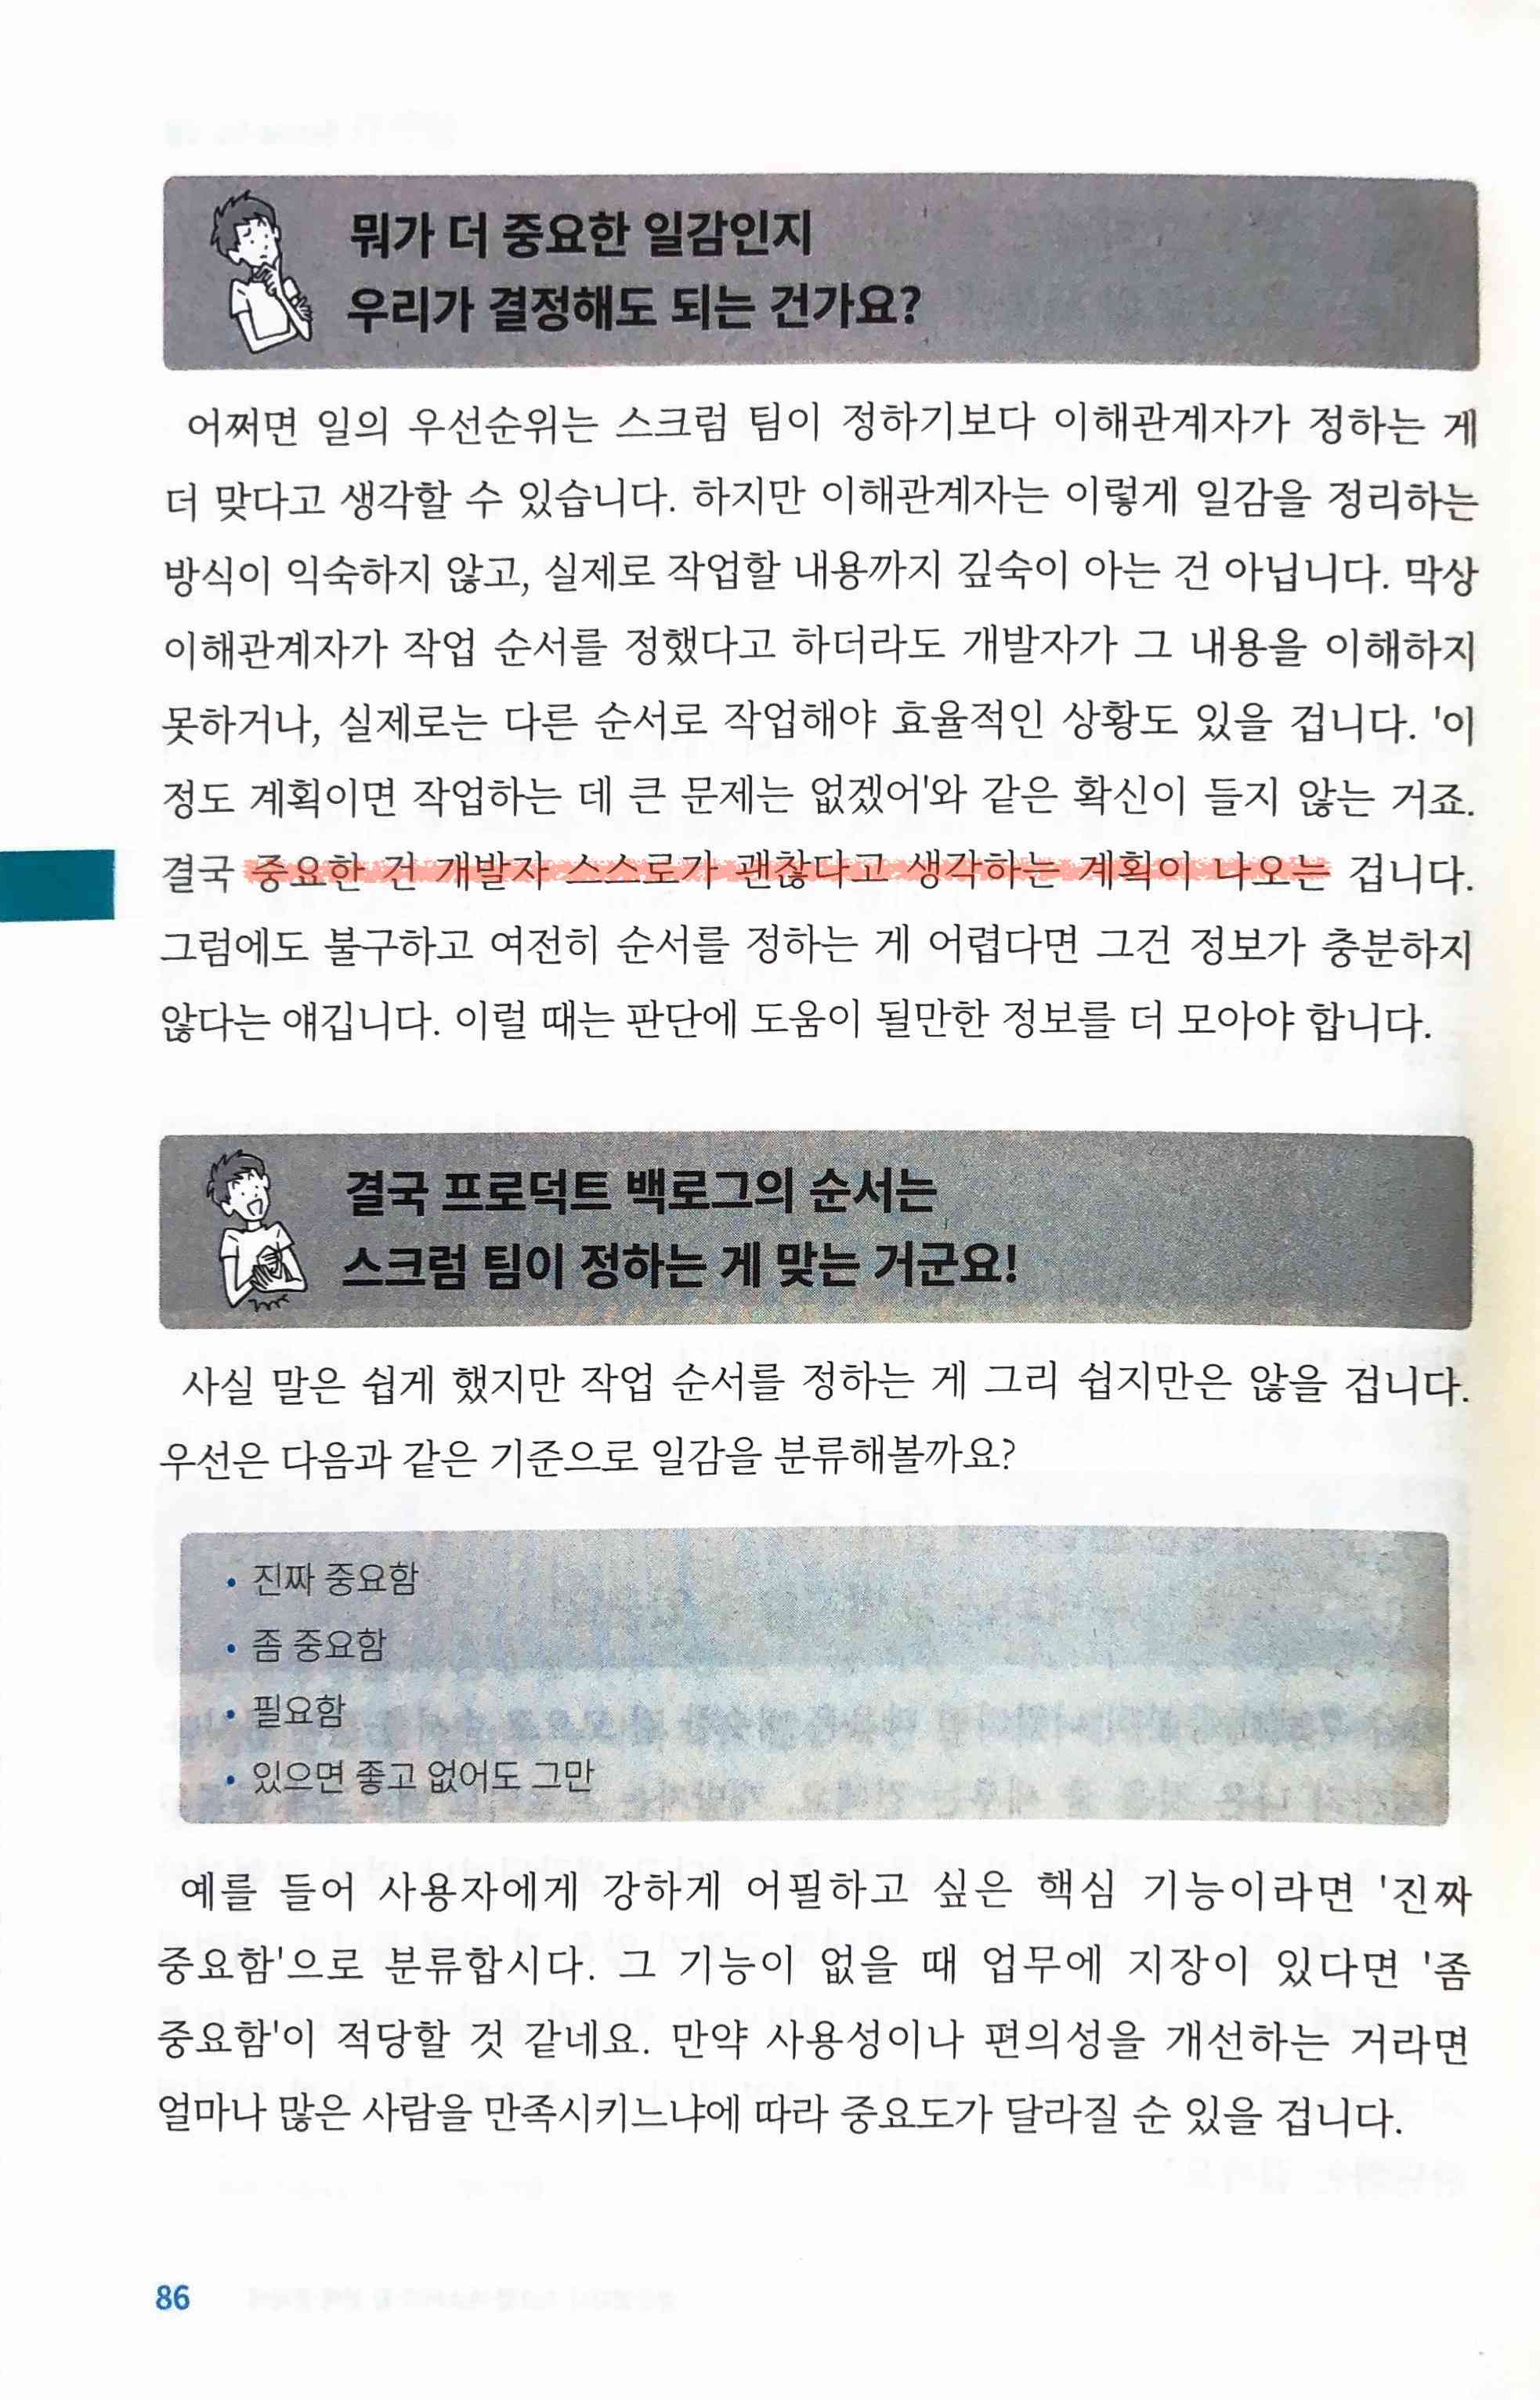 뭐가 더 중요한 일감인지
우리가 결정해도 되는 건가요?
어쩌면 일의 우선순위는 스크럼 팀이 정하기보다 이해관계자가 정하는 게
더 맞다고 생각할 수 있습니다. 하지만 이해관계자는 이렇게 일감을 정리하는
방식이 익숙하지 않고, 실제로 작업할 내용까지 깊숙이 아는 건 아닙니다. 막상
이해관계자가 작업 순서를 정했다고 하더라도 개발자가 그 내용을 이해하지
못하거나, 실제로는 다른 순서로 작업해야 효율적인 상황도 있을 겁니다. '이
정도 계획이면 작업하는 데 큰 문제는 없겠어'와 같은 확신이 들지 않는 거죠.
결국 중요한 건 개발자 스스로가 괜찮다고 생각하는 계획이 나오는 겁니다.
그럼에도 불구하고 여전히 순서를 정하는 게 어렵다면 그건 정보가 충분하지
않다는 얘깁니다. 이럴 때는 판단에 도움이 될만한 정보를 더 모아야 합니다.
결국 프로덕트 백로그의 순서는
스크럼 팀이 정하는 게 맞는 거군요!
사실 말은 쉽게 했지만 작업 순서를 정하는 게 그리 쉽지만은 않을 겁니다.
우선은 다음과 같은 기준으로 일감을 분류해볼까요?
• 진짜 중요함
• 좀 중요함
• 필요함
• 있으면 좋고 없어도 그만
예를 들어 사용자에게 강하게 어필하고 싶은 핵심 기능이라면 '진짜
중요함'으로 분류합시다. 그 기능이 없을 때 업무에 지장이 있다면 '좀
중요함'이 적당할 것 같네요. 만약 사용성이나 편의성을 개선하는 거라면
얼마나 많은 사람을 만족시키느냐에 따라 중요도가 달라질 순 있을 겁니다.
86